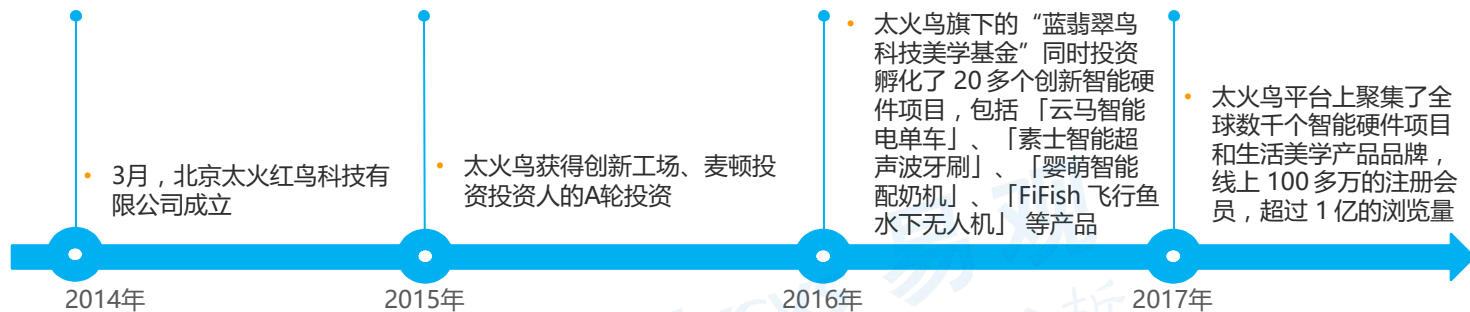 3月，北京太火红鸟科技有
限公司成立
太火鸟获得创新工场、麦顿投
资投资人的A轮投资
太火鸟旗下的“蓝翡翠鸟
科技美学基金”同时投资
孵化了 20 多个创新智能硬
件项目，包括 「云马智能
电单车」、「素士智能超
声波牙刷」、「婴萌智能
配奶机」、「FiFish 飞行鱼
水下无人机」 等产品
太火鸟平台上聚集了全
球数千个智能硬件项目
和生活美学产品品牌，
线上 100 多万的注册会
员，超过 1 亿的浏览量
2014年
2015年
2016年
2017年
易观